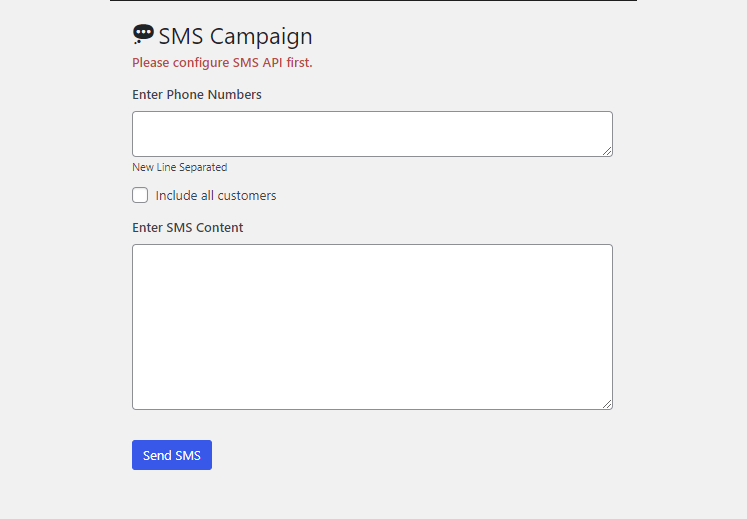 SMS Campaign
Please configure SMS API first.
Enter Phone Numbers
New Line Separated
Include all customers
Enter SMS Content
Send SMS